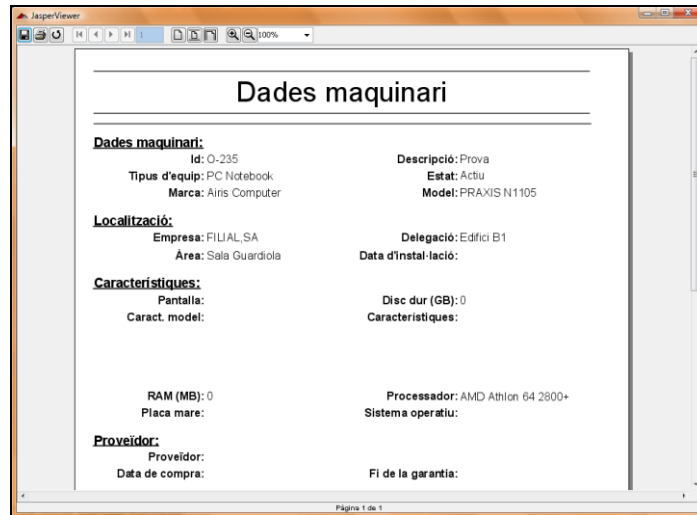 JasperViewer
1 100%
Dades maquinari
Dades maquinari:
Id: O-235 Descripció: Prova
Tipus d'equip: PC Notebook Estat: Actiu
Marca: Airis Computer Model: PRAXIS N1105
Localització:
Empresa: FILIAL,SA Delegació: Edifici B1
Àrea: Sala Guardiola Data d'instal·lació:
Característiques:
Pantalla: Disc dur (GB): 0
Caract. model: Característiques:
RAM (MB): 0 Processador: AMD Athlon 64 2800+
Placa mare: Sistema operatiu:
Proveïdor:
Proveïdor:
Data de compra: Fi de la garantia:
Página 1 de 1